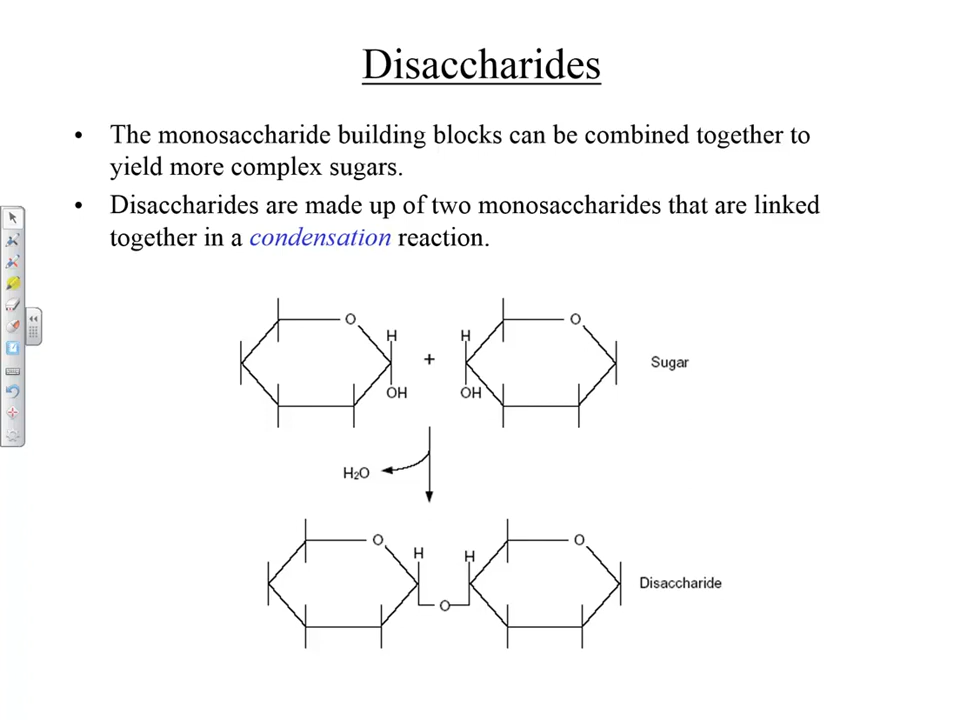 Disaccharides
• The monosaccharide building blocks can be combined together to
yield more complex sugars.
• Disaccharides are made up of two monosaccharides that are linked
together in a condensation reaction.
O O
H H
+ Sugar
OH OH
H₂O
O O
H H
Disaccharide
O